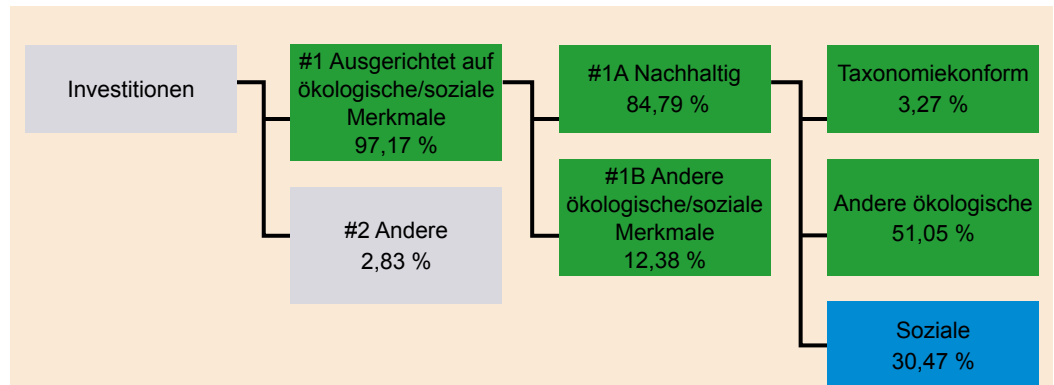 Investitionen
#1 Ausgerichtet auf
ökologische/soziale
Merkmale
97,17 %
#2 Andere
2,83 %
#1A Nachhaltig
84,79 %
#1B Andere
ökologische/soziale
Merkmale
12,38 %
Taxonomiekonform
3,27 %
Andere ökologische
51,05 %
Soziale
30,47 %